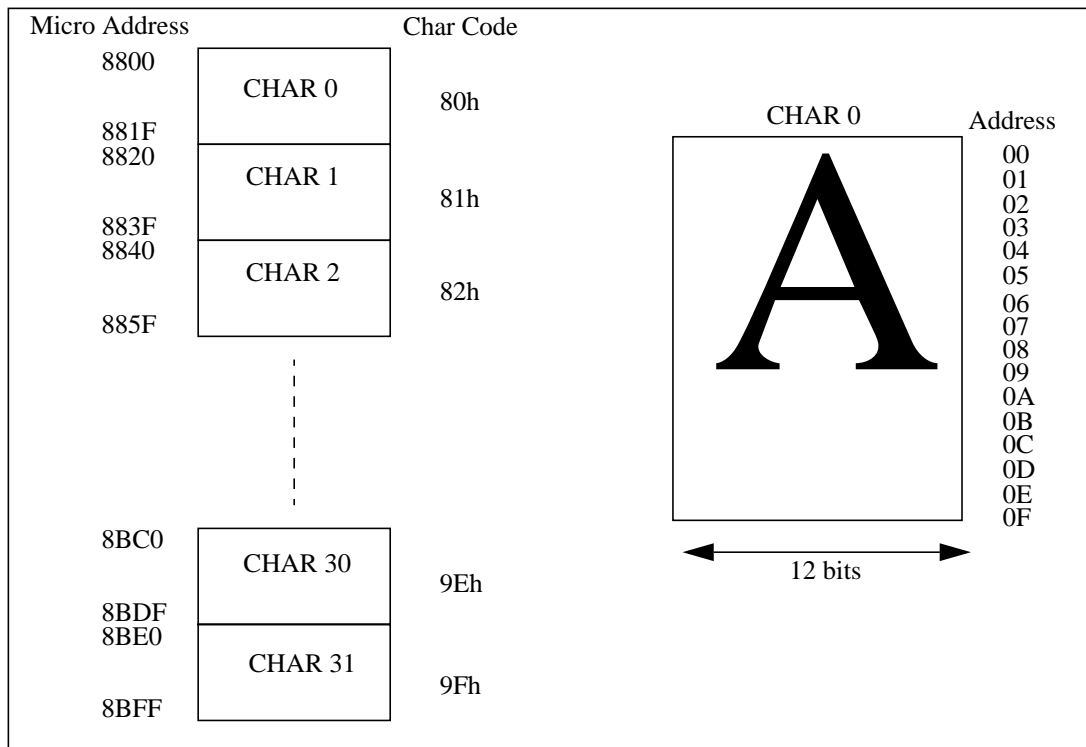 Micro Address
Char Code
8800
CHAR 0
80h
881F
8820
CHAR 1
81h
883F
8840
CHAR 2
82h
885F
8BC0
CHAR 30
9Eh
8BDF
8BE0
CHAR 31
9Fh
8BFF
CHAR 0
Address
A
00
01
02
03
04
05
06
07
08
09
0A
0B
0C
0D
0E
0F
12 bits